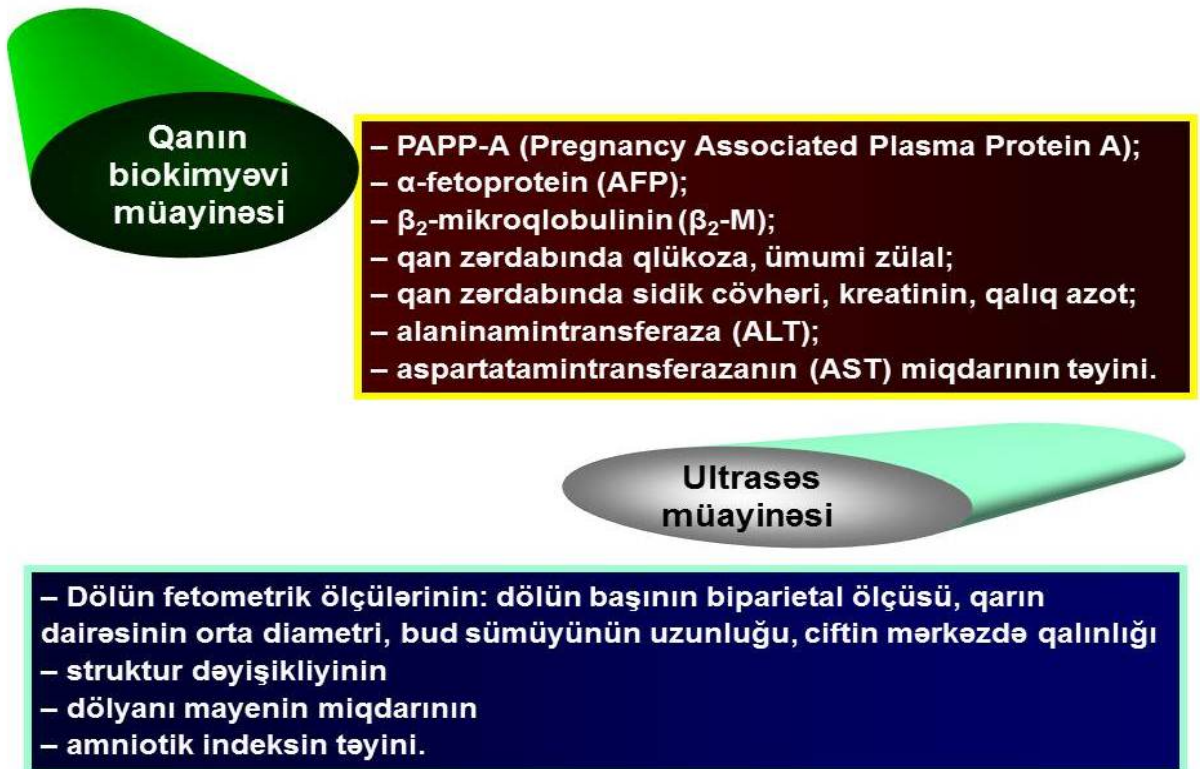 Qanın
biokimyəvi
müayinəsi
– PAPP-A (Pregnancy Associated Plasma Protein A);
– α-fetoprotein (AFP);
– β₂-mikroqlobulinin (β₂-M);
– qan zərdabında qlükoza, ümumi zülal;
– qan zərdabında sidik cövhəri, kreatinin, qalıq azot;
– alaninamintransferaza (ALT);
– aspartatamintransferazanın (AST) miqdarının təyini.
Ultrasəs
müayinəsi
– Dölün fetometrik ölçülərinin: dölün başının biparietal ölçüsü, qarın
dairəsinin orta diametri, bud sümüyünün uzunluğu, ciftin mərkəzdə qalınlığı
– struktur dəyişikliyinin
– dölyanı mayenin miqdarının
– amniotik indeksin təyini.